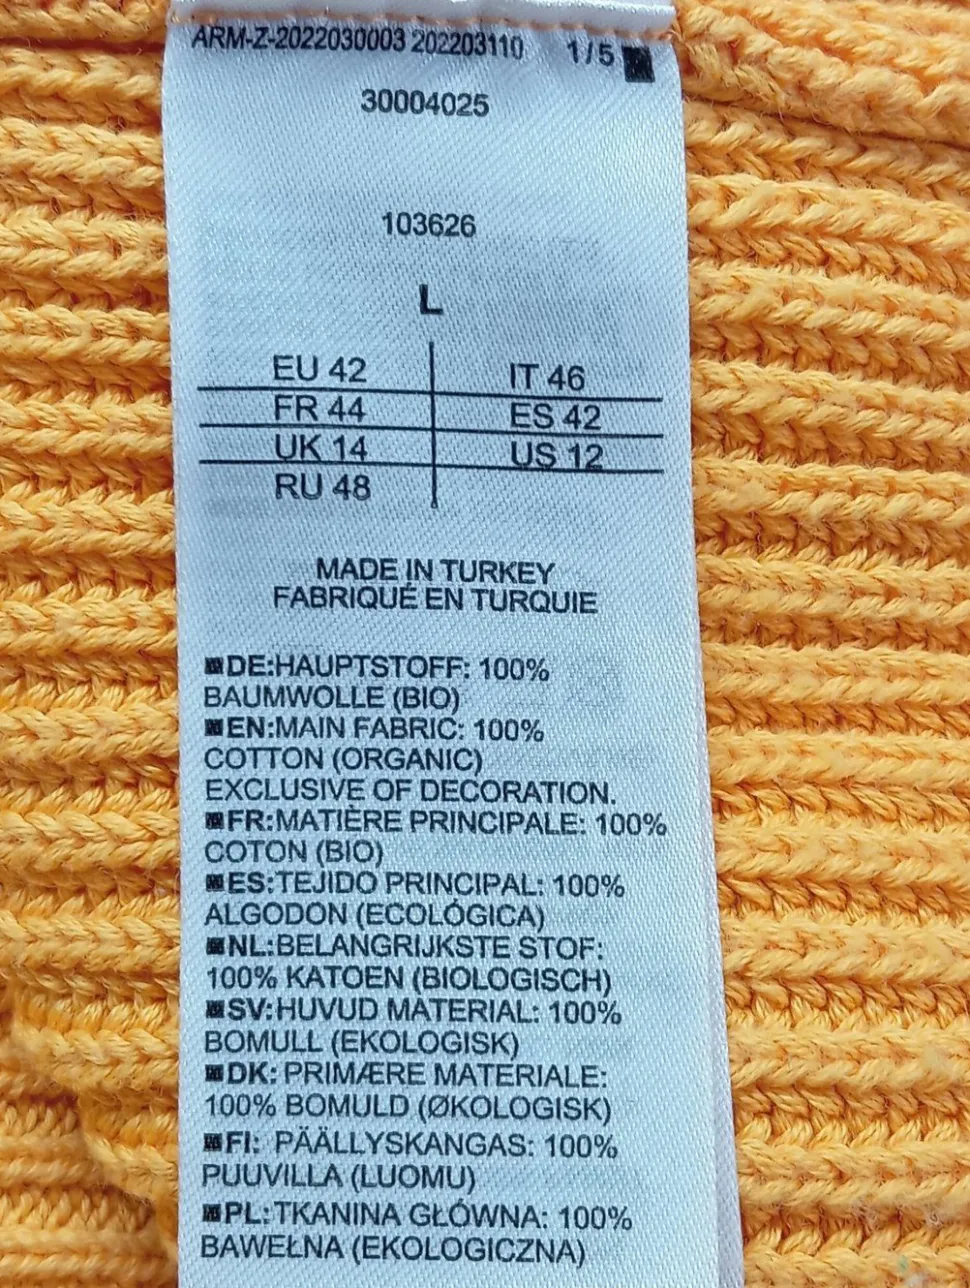 ARM-Z-2022030003 202203110 1/5
30004025
103626
L
EU 42 IT 46
FR 44 ES 42
UK 14 US 12
RU 48
MADE IN TURKEY
FABRIQUÉ EN TURQUIE
DE:HAUPTSTOFF: 100%
BAUMWOLLE (BIO)
EN:MAIN FABRIC: 100%
COTTON (ORGANIC)
EXCLUSIVE OF DECORATION.
FR:MATIÈRE PRINCIPALE: 100%
COTON (BIO)
ES:TEJIDO PRINCIPAL: 100%
ALGODON (ECOLÓGICA)
NL:BELANGRIJKSTE STOF:
100% KATOEN (BIOLOGISCH)
SV:HUVUD MATERIAL: 100%
BOMULL (EKOLOGISK)
DK: PRIMÆRE MATERIALE:
100% BOMULD (ØKOLOGISK)
FI: PÄÄLLYSKANGAS: 100%
PUUVILLA (LUOMU)
PL:TKANINA GŁÓWNA: 100%
BAWEŁNA (EKOLOGICZNA)